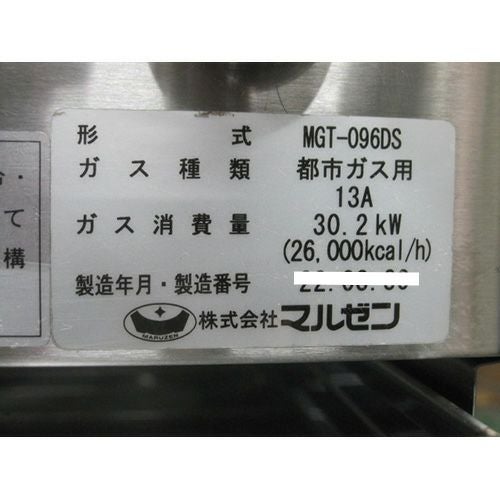 形式 MGT-096DS
ガス種類 都市ガス用
13A
ガス消費量 30.2kW
(26,000kcal/h)
製造年月・製造番号
MARUZEN 株式会社マルゼン
て
構